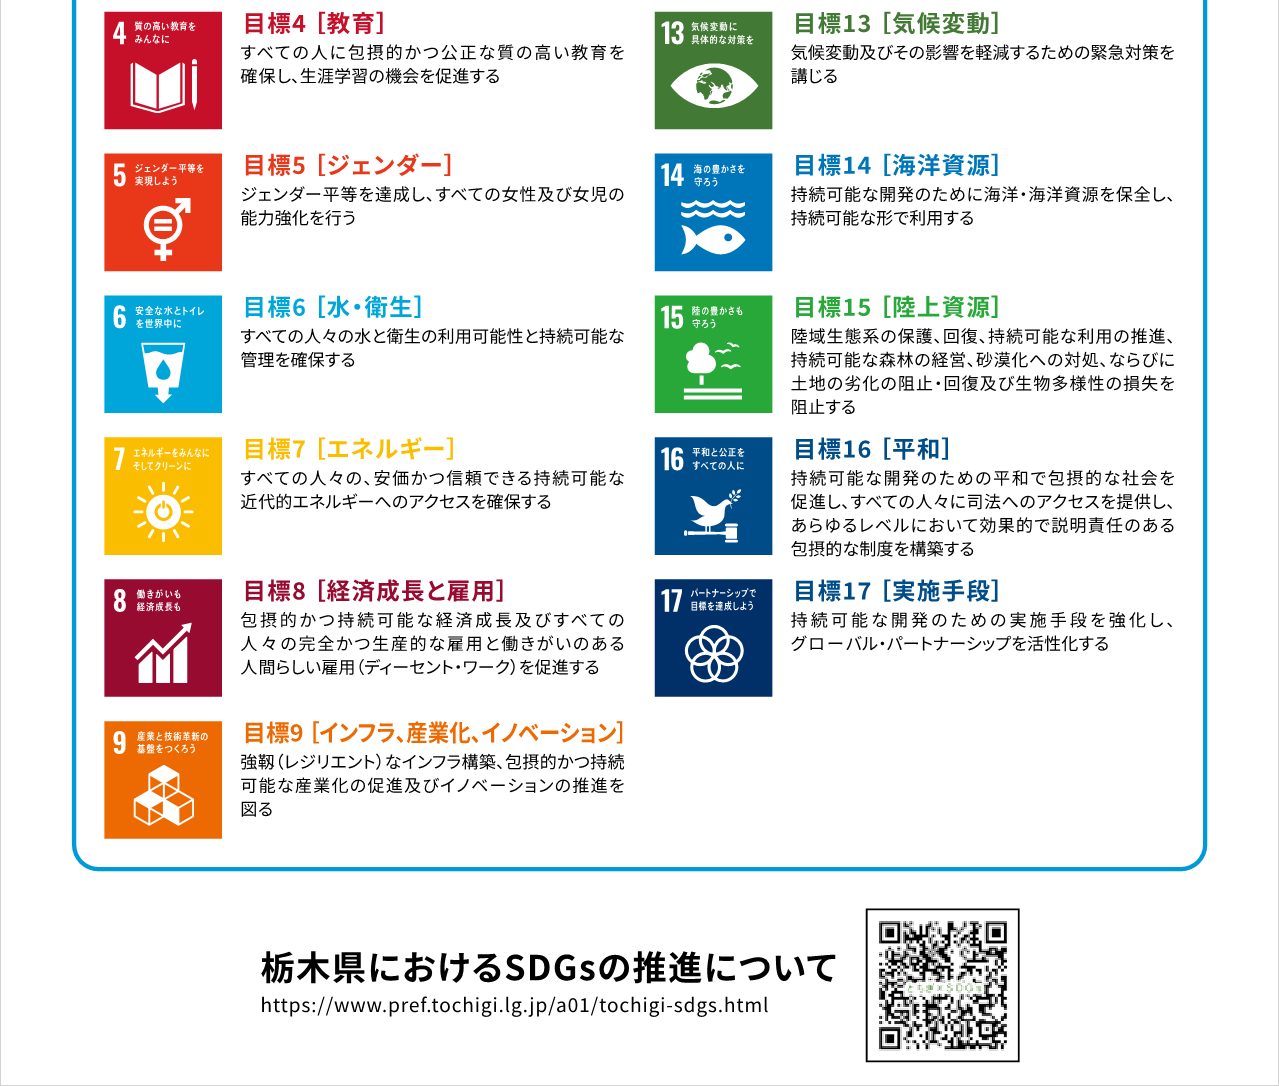 4 質の高い教育を
みんなに
目標4［教育］
すべての人に包摂的かつ公正な質の高い教育を
確保し、生涯学習の機会を促進する
5 ジェンダー平等を
実現しよう
目標5［ジェンダー］
ジェンダー平等を達成し、すべての女性及び女児の
能力強化を行う
6 安全な水とトイレ
を世界中に
目標6［水・衛生］
すべての人々の水と衛生の利用可能性と持続可能な
管理を確保する
7 エネルギーをみんなに
そしてクリーンに
目標7［エネルギー］
すべての人々の、安価かつ信頼できる持続可能な
近代的エネルギーへのアクセスを確保する
8 働きがいも
経済成長も
目標8［経済成長と雇用］
包摂的かつ持続可能な経済成長及びすべての
人々の完全かつ生産的な雇用と働きがいのある
人間らしい雇用（ディーセント・ワーク）を促進する
9 産業と技術革新の
基盤をつくろう
目標9［インフラ、産業化、イノベーション］
強靱（レジリエント）なインフラ構築、包摂的かつ持続
可能な産業化の促進及びイノベーションの推進を
図る
13 気候変動に
具体的な対策を
目標13［気候変動］
気候変動及びその影響を軽減するための緊急対策を
講じる
14 海の豊かさを
守ろう
目標14［海洋資源］
持続可能な開発のために海洋・海洋資源を保全し、
持続可能な形で利用する
15 陸の豊かさも
守ろう
目標15［陸上資源］
陸域生態系の保護、回復、持続可能な利用の推進、
持続可能な森林の経営、砂漠化への対処、ならびに
土地の劣化の阻止・回復及び生物多様性の損失を
阻止する
16 平和と公正を
すべての人に
目標16［平和］
持続可能な開発のための平和で包摂的な社会を
促進し、すべての人々に司法へのアクセスを提供し、
あらゆるレベルにおいて効果的で説明責任のある
包摂的な制度を構築する
17 パートナーシップで
目標を達成しよう
目標17［実施手段］
持続可能な開発のための実施手段を強化し、
グローバル・パートナーシップを活性化する
栃木県におけるSDGsの推進について
https://www.pref.tochigi.lg.jp/a01/tochigi-sdgs.html
とちぎ×SDGs